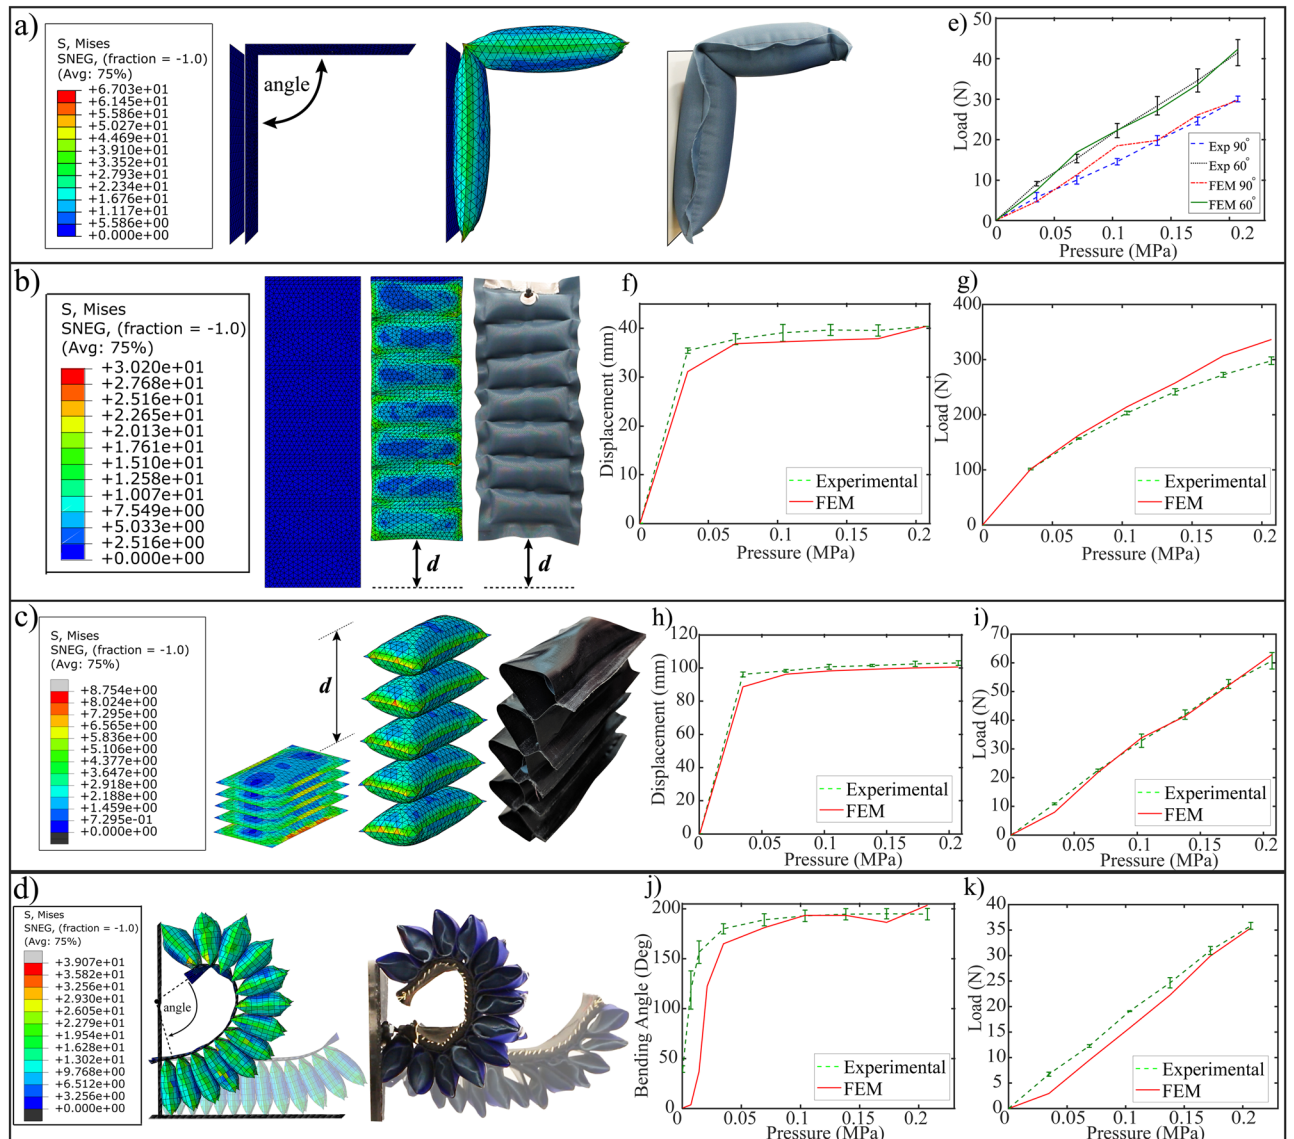 a)
S, Mises
SNEG, (fraction = -1.0)
(Avg: 75%)
+6.703e+01
+6.145e+01
+5.586e+01
+5.027e+01
+4.469e+01
+3.910e+01
+3.352e+01
+2.793e+01
+2.234e+01
+1.676e+01
+1.117e+01
+5.586e+00
+0.000e+00
angle
e)
50
40
30
20
10
0
Load (N)
Exp 90°
Exp 60°
FEM 90°
FEM 60°
0.05
0.1
0.15
0.2
Pressure (MPa)
b)
S, Mises
SNEG, (fraction = -1.0)
(Avg: 75%)
+3.020e+01
+2.768e+01
+2.516e+01
+2.265e+01
+2.013e+01
+1.761e+01
+1.510e+01
+1.258e+01
+1.007e+01
+7.549e+00
+5.033e+00
+2.516e+00
+0.000e+00
d
d
f)
40
30
20
10
0
Displacement (mm)
Experimental
FEM
0
0.05
0.1
0.15
0.2
Pressure (MPa)
g)
400
300
200
100
0
Load (N)
Experimental
FEM
0
0.05
0.1
0.15
0.2
Pressure (MPa)
c)
S, Mises
SNEG, (fraction = -1.0)
(Avg: 75%)
+8.754e+00
+8.024e+00
+7.295e+00
+6.565e+00
+5.836e+00
+5.106e+00
+4.377e+00
+3.647e+00
+2.918e+00
+2.188e+00
+1.459e+00
+7.295e-01
+0.000e+00
d
h)
120
100
80
60
40
20
0
Displacement (mm)
Experimental
FEM
0
0.05
0.1
0.15
0.2
Pressure (MPa)
i)
70
60
50
40
30
20
10
0
Load (N)
Experimental
FEM
0
0.05
0.1
0.15
0.2
Pressure (MPa)
d)
S, Mises
SNEG, (fraction = -1.0)
(Avg: 75%)
+3.907e+01
+3.582e+01
+3.256e+01
+2.930e+01
+2.605e+01
+2.279e+01
+1.954e+01
+1.628e+01
+1.302e+01
+9.768e+00
+6.512e+00
+3.256e+00
+0.000e+00
angle
j)
200
150
100
50
0
Bending Angle (Deg)
Experimental
FEM
0
0.05
0.1
0.15
0.2
Pressure (MPa)
k)
40
35
30
25
20
15
10
5
0
Load (N)
Experimental
FEM
0
0.05
0.1
0.15
0.2
Pressure (MPa)